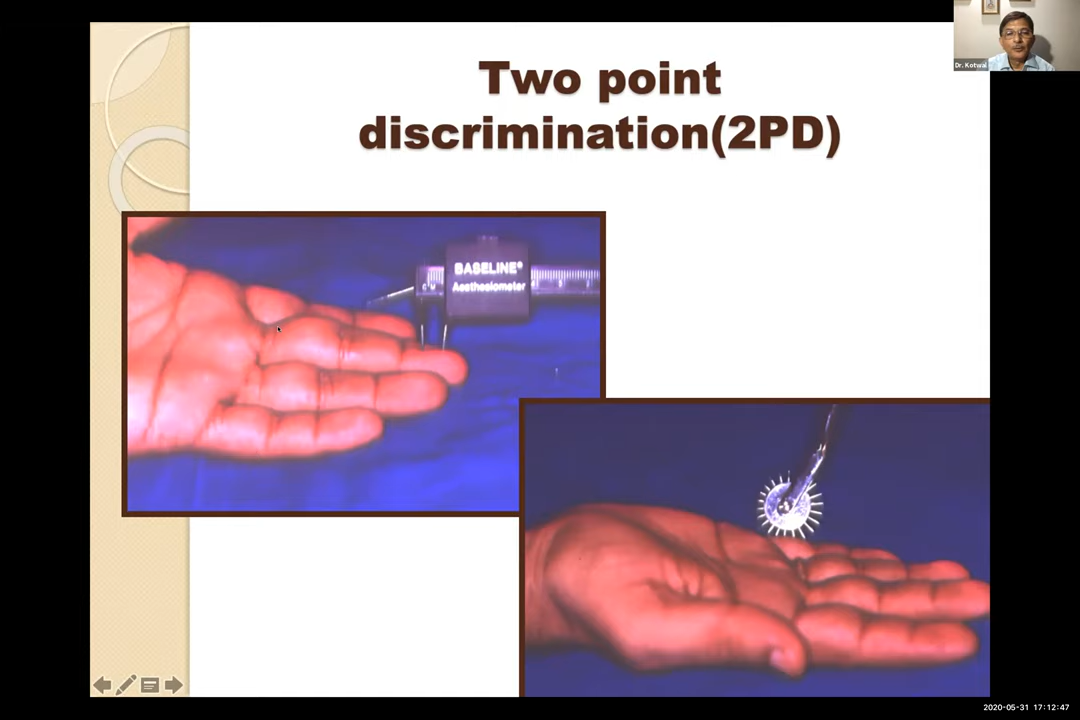 Two point
discrimination(2PD)
Dr. Kotwal
BASELINE®
Aesthesiometer
2020-05-31 17:12:47